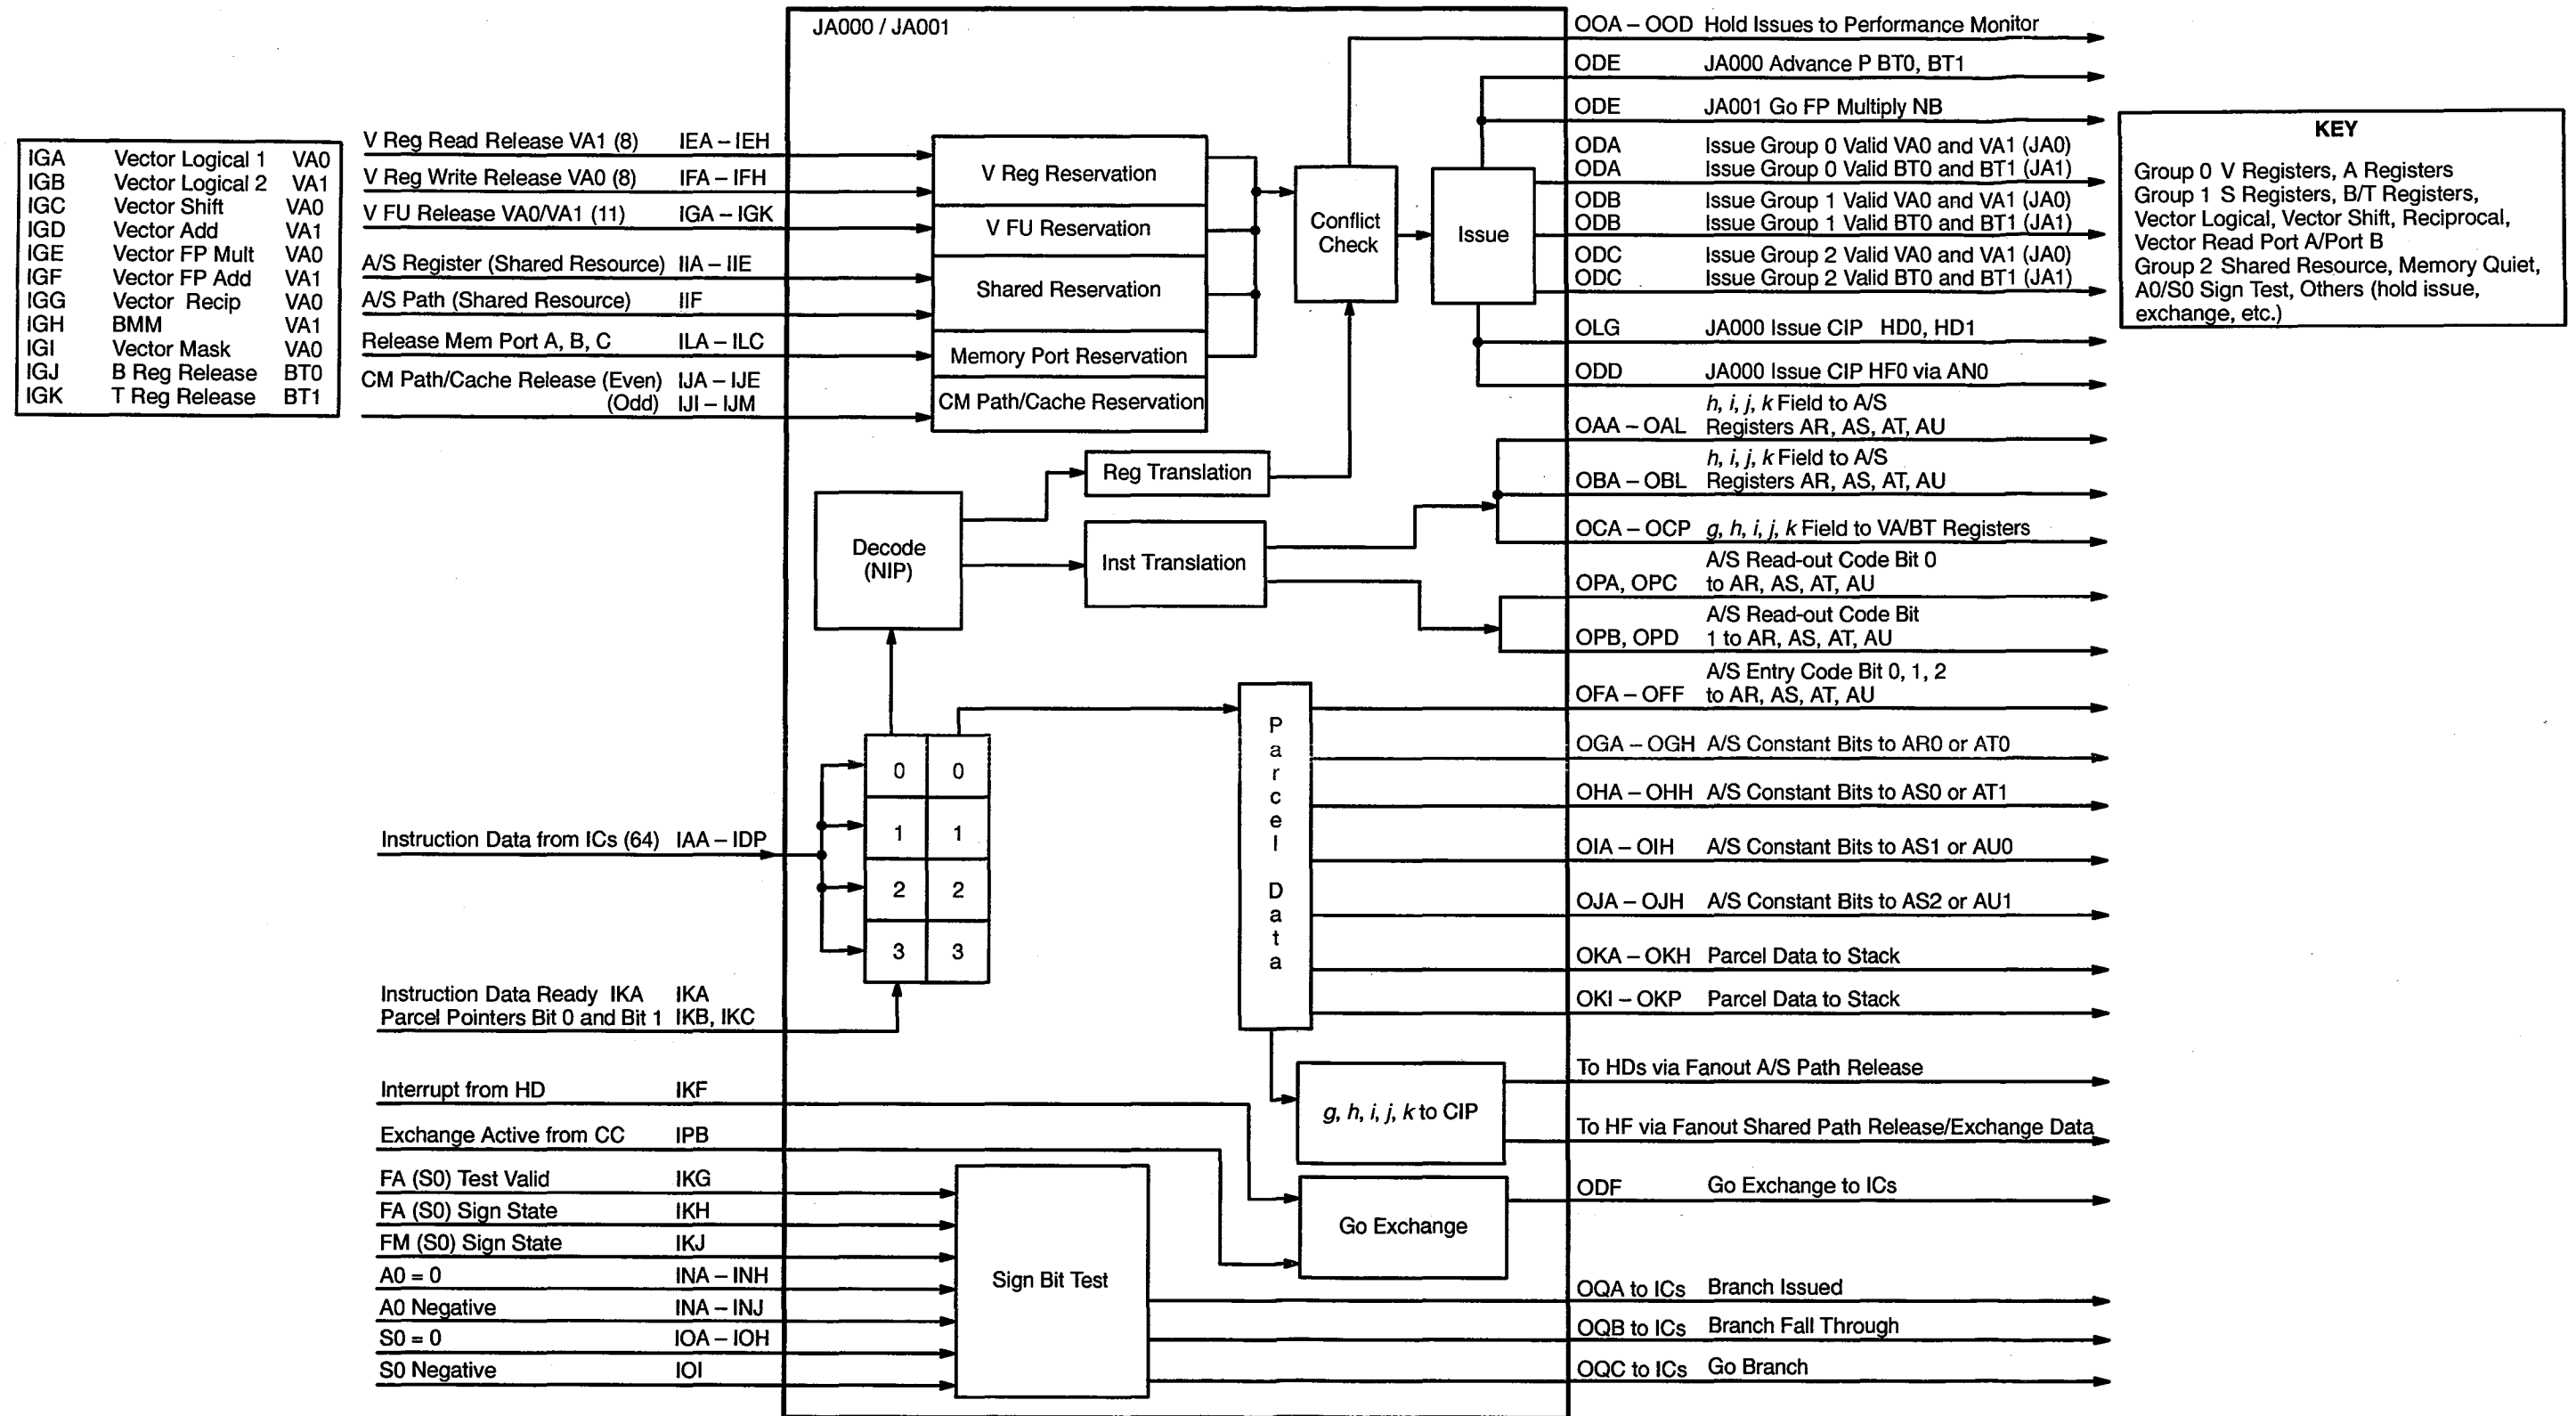 JA000 / JA001
IGA Vector Logical 1 VA0
IGB Vector Logical 2 VA1
IGC Vector Shift VA0
IGD Vector Add VA1
IGE Vector FP Mult VA0
IGF Vector FP Add VA1
IGG Vector Recip VA0
IGH BMM VA1
IGI Vector Mask VA0
IGJ B Reg Release BT0
IGK T Reg Release BT1
V Reg Read Release VA1 (8) IEA – IEH
V Reg Write Release VA0 (8) IFA – IFH
V FU Release VA0/VA1 (11) IGA – IGK
A/S Register (Shared Resource) IIA – IIE
A/S Path (Shared Resource) IIF
Release Mem Port A, B, C ILA – ILC
CM Path/Cache Release (Even) IJA – IJE
(Odd) IJI – IJM
Instruction Data from ICs (64) IAA – IDP
Instruction Data Ready IKA IKA
Parcel Pointers Bit 0 and Bit 1 IKB, IKC
Interrupt from HD IKF
Exchange Active from CC IPB
FA (S0) Test Valid IKG
FA (S0) Sign State IKH
FM (S0) Sign State IKJ
A0 = 0 INA – INH
A0 Negative INA – INJ
S0 = 0 IOA – IOH
S0 Negative IOI
V Reg Reservation
V FU Reservation
Shared Reservation
Memory Port Reservation
CM Path/Cache Reservation
Conflict
Check
Issue
Reg Translation
Decode
(NIP)
Inst Translation
0 0
1 1
2 2
3 3
Parcel Data
g, h, i, j, k to CIP
Go Exchange
Sign Bit Test
OOA – OOD Hold Issues to Performance Monitor
ODE JA000 Advance P BT0, BT1
ODE JA001 Go FP Multiply NB
ODA Issue Group 0 Valid VA0 and VA1 (JA0)
ODA Issue Group 0 Valid BT0 and BT1 (JA1)
ODB Issue Group 1 Valid VA0 and VA1 (JA0)
ODB Issue Group 1 Valid BT0 and BT1 (JA1)
ODC Issue Group 2 Valid VA0 and VA1 (JA0)
ODC Issue Group 2 Valid BT0 and BT1 (JA1)
OLG JA000 Issue CIP HD0, HD1
ODD JA000 Issue CIP HF0 via AN0
h, i, j, k Field to A/S
OAA – OAL Registers AR, AS, AT, AU
h, i, j, k Field to A/S
OBA – OBL Registers AR, AS, AT, AU
OCA – OCP g, h, i, j, k Field to VA/BT Registers
A/S Read-out Code Bit 0
OPA, OPC to AR, AS, AT, AU
A/S Read-out Code Bit
OPB, OPD 1 to AR, AS, AT, AU
A/S Entry Code Bit 0, 1, 2
OFA – OFF to AR, AS, AT, AU
OGA – OGH A/S Constant Bits to AR0 or AT0
OHA – OHH A/S Constant Bits to AS0 or AT1
OIA – OIH A/S Constant Bits to AS1 or AU0
OJA – OJH A/S Constant Bits to AS2 or AU1
OKA – OKH Parcel Data to Stack
OKI – OKP Parcel Data to Stack
To HDs via Fanout A/S Path Release
To HF via Fanout Shared Path Release/Exchange Data
ODF Go Exchange to ICs
OQA to ICs Branch Issued
OQB to ICs Branch Fall Through
OQC to ICs Go Branch
KEY
Group 0 V Registers, A Registers
Group 1 S Registers, B/T Registers,
Vector Logical, Vector Shift, Reciprocal,
Vector Read Port A/Port B
Group 2 Shared Resource, Memory Quiet,
A0/S0 Sign Test, Others (hold issue,
exchange, etc.)